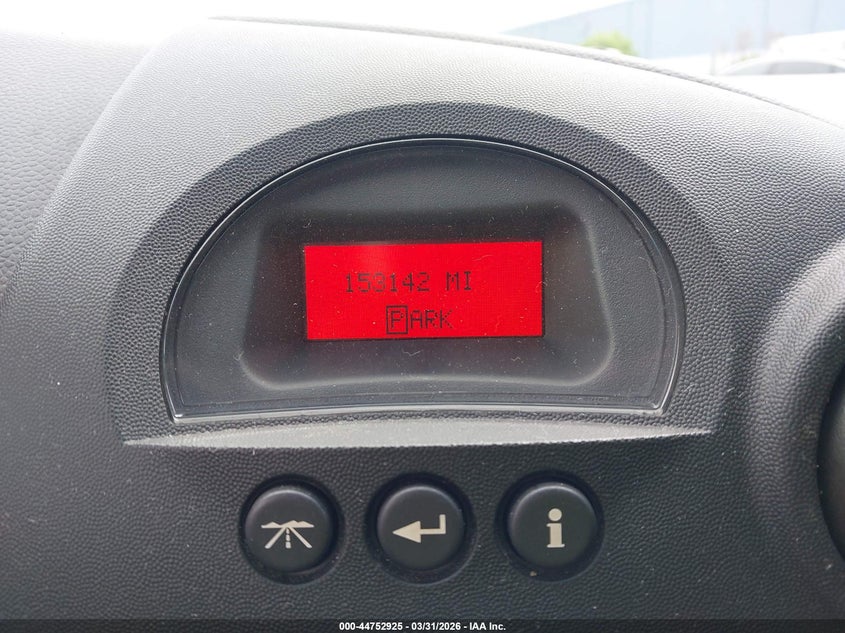 153142 MI
PARK
i
000-44752925 - 03/31/2026 - IAA Inc.